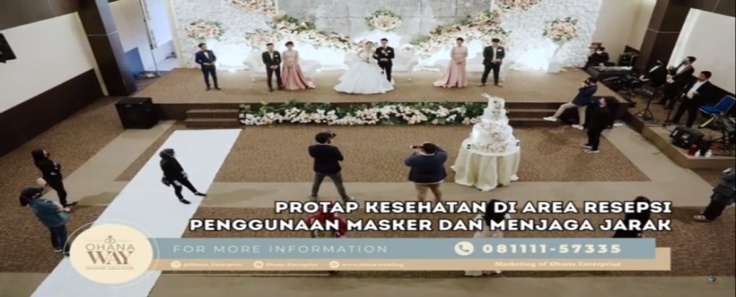 PROTAP KESEHATAN DI AREA RESEPSI
PENGGUNAAN MASKER DAN MENJAGA JARAK
OHANA
WAY
FOR MORE INFORMATION
081111-57335
Marketing of Ohana Enterprise